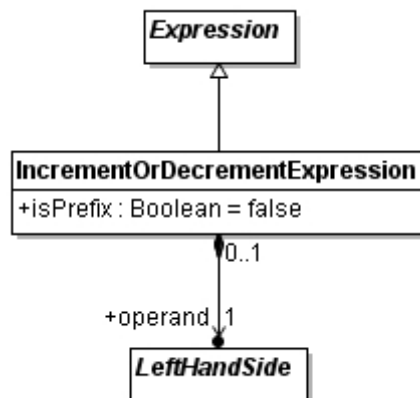 Expression
IncrementOrDecrementExpression
+isPrefix : Boolean = false
0..1
+operand 1
LeftHandSide